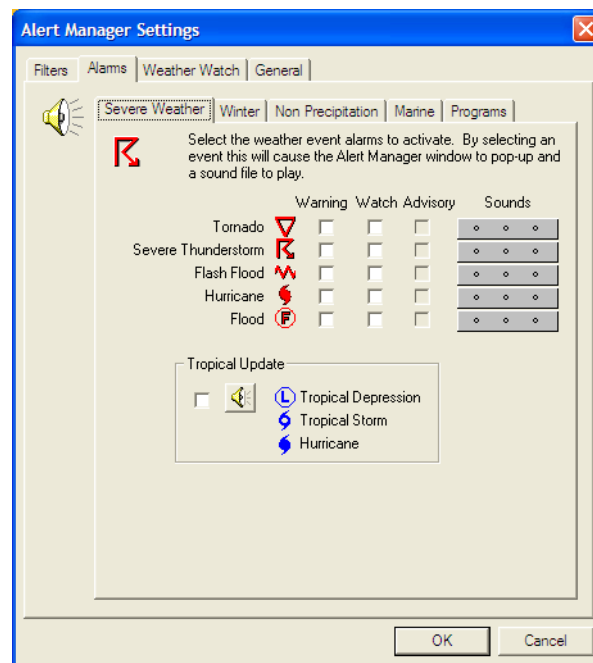 Alert Manager Settings
Filters Alarms Weather Watch General
Severe Weather Winter Non Precipitation Marine Programs
Select the weather event alarms to activate. By selecting an
event this will cause the Alert Manager window to pop-up and
a sound file to play.
Warning Watch Advisory Sounds
Tornado
Severe Thunderstorm
Flash Flood
Hurricane
Flood F
Tropical Update
L Tropical Depression
Tropical Storm
Hurricane
OK Cancel